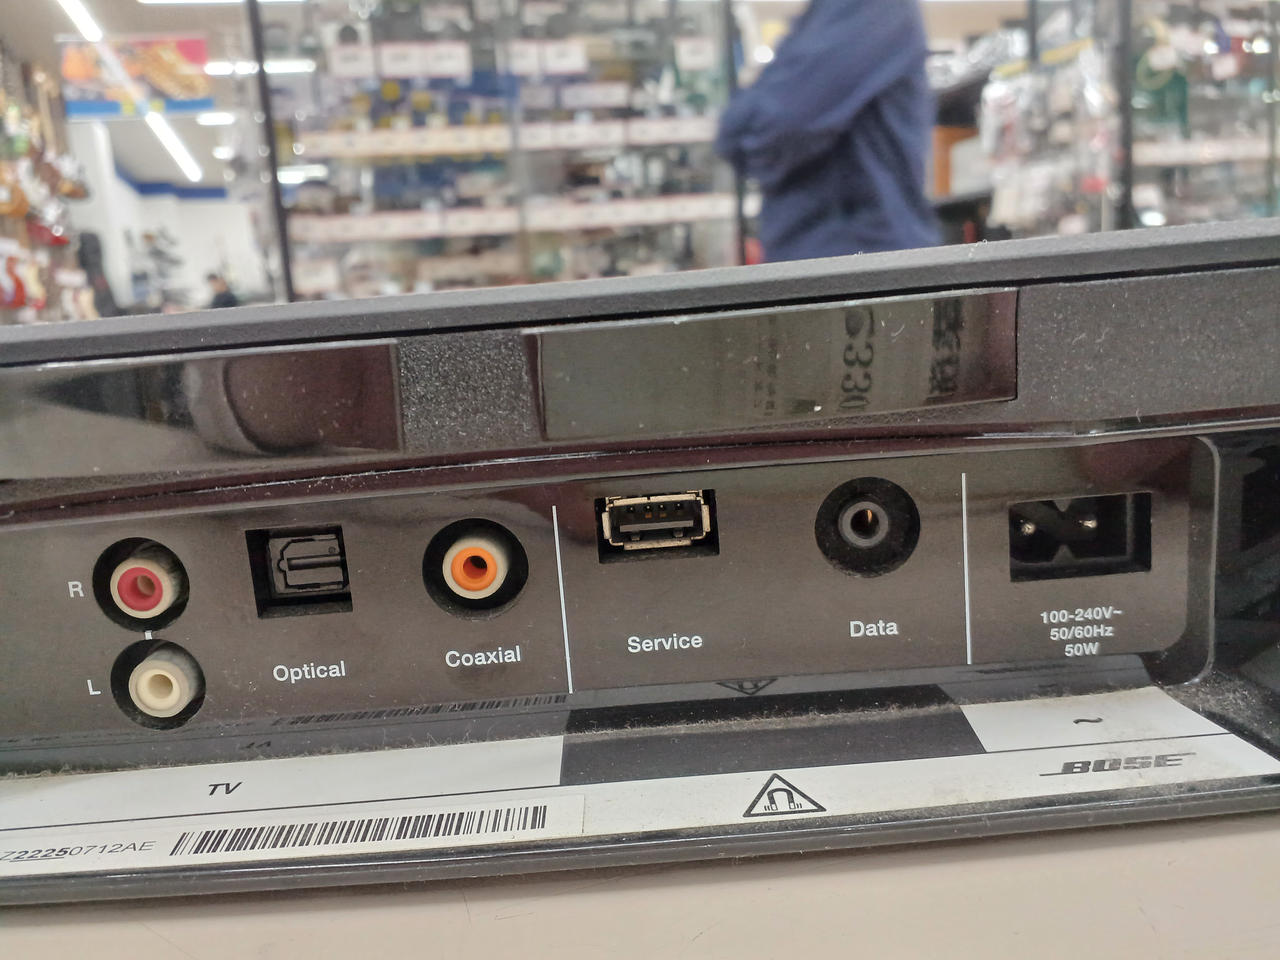 R
L
Optical
Coaxial
Service
Data
100-240V~
50/60Hz
50W
TV
~
BOSE
Z22250712AE